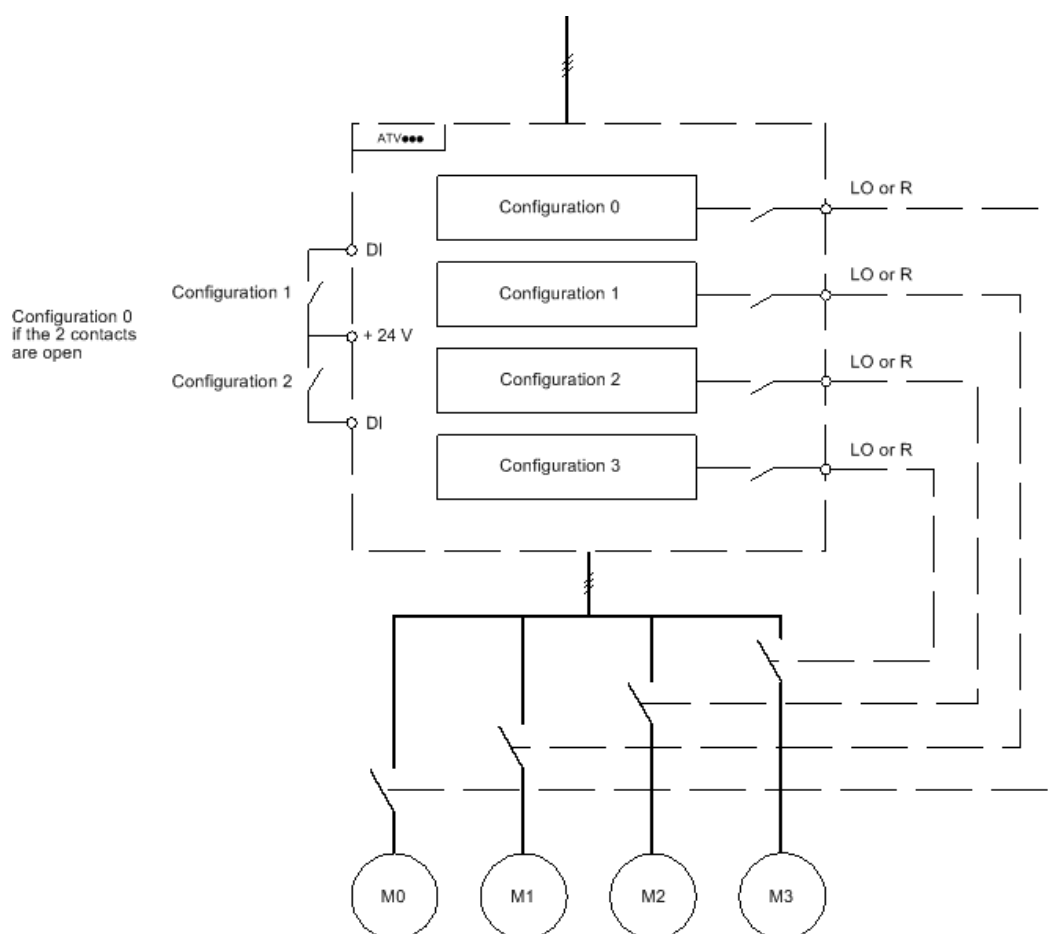 ATV●●●
Configuration 0
LO or R
DI
Configuration 1
LO or R
Configuration 1
Configuration 0
if the 2 contacts
are open
+ 24 V
Configuration 2
LO or R
Configuration 2
DI
Configuration 3
LO or R
M0
M1
M2
M3